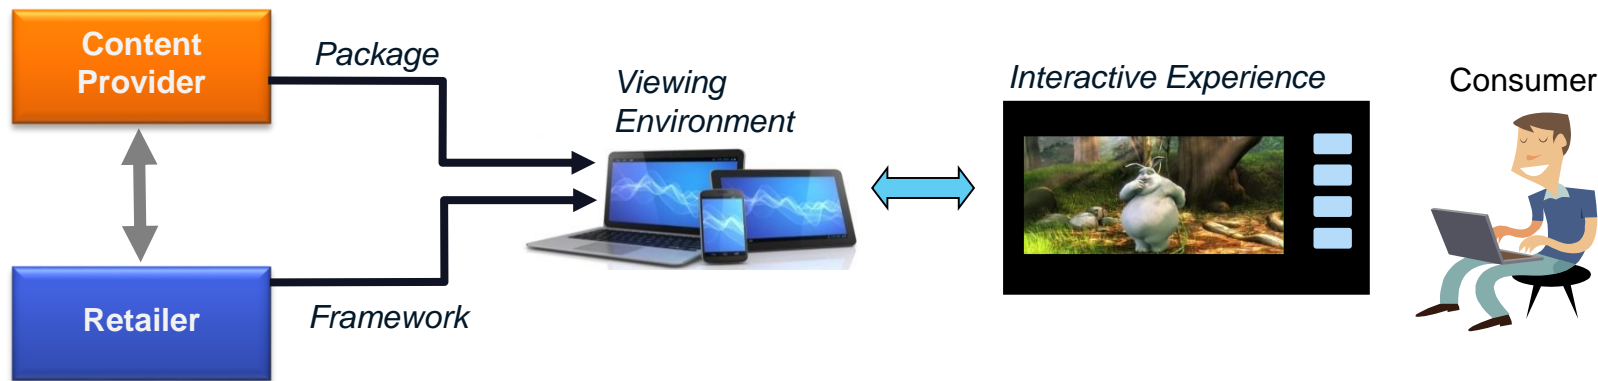 Content
Provider
Package
Viewing
Environment
Interactive Experience
Consumer
Retailer
Framework